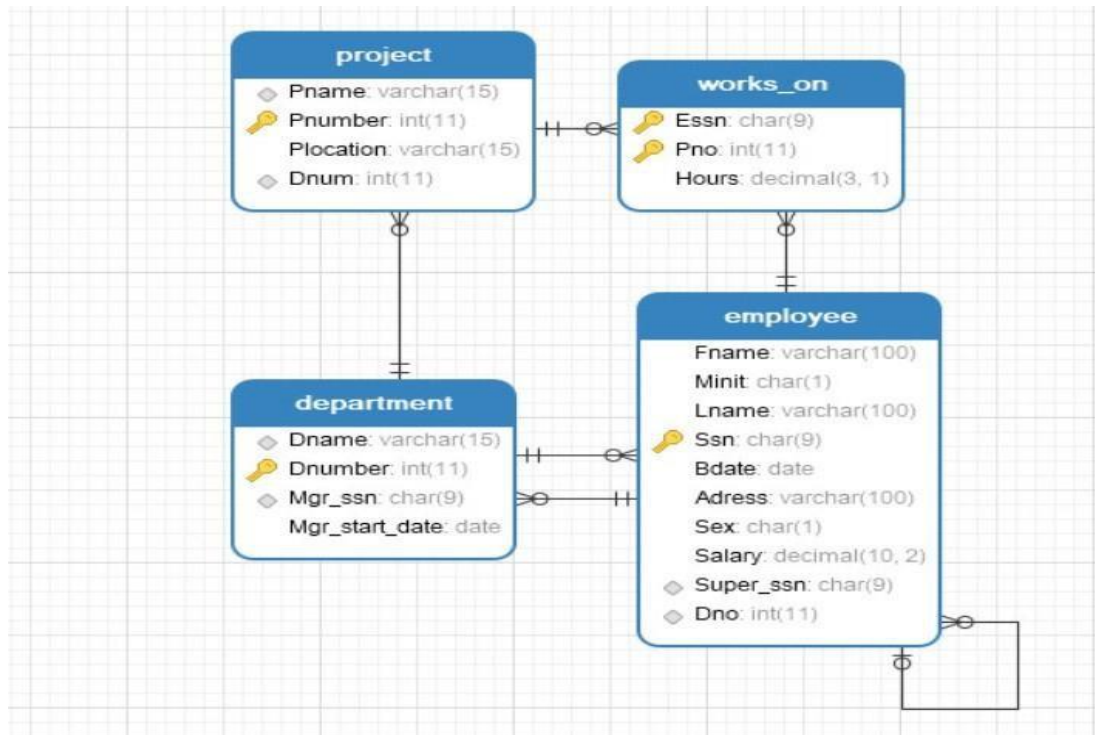 project
Pname: varchar(15)
Pnumber: int(11)
Plocation: varchar(15)
Dnum: int(11)
works_on
Essn: char(9)
Pno: int(11)
Hours: decimal(3, 1)
department
Dname: varchar(15)
Dnumber: int(11)
Mgr_ssn: char(9)
Mgr_start_date: date
employee
Fname: varchar(100)
Minit: char(1)
Lname: varchar(100)
Ssn: char(9)
Bdate: date
Adress: varchar(100)
Sex: char(1)
Salary: decimal(10, 2)
Super_ssn: char(9)
Dno: int(11)